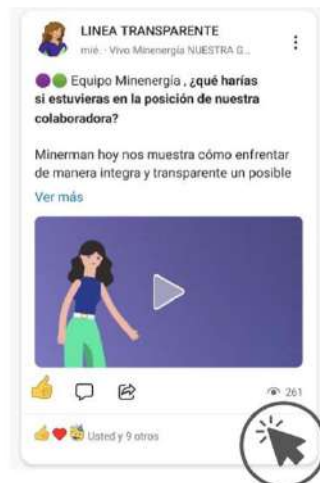 LINEA TRANSPARENTE
mié. · Vivo Minenergía NUESTRA G...
Equipo Minenergía , ¿qué harías
si estuvieras en la posición de nuestra
colaboradora?
Minerman hoy nos muestra cómo enfrentar
de manera integra y transparente un posible
Ver más
261
Usted y 9 otros